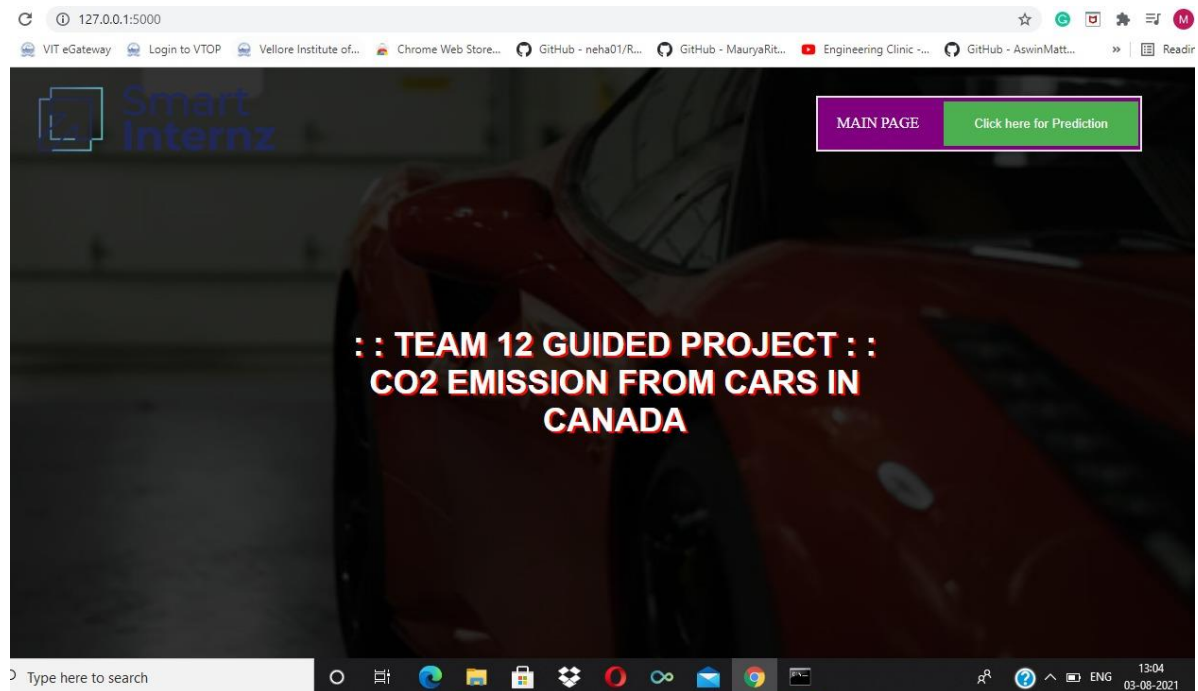 127.0.0.1:5000
M
VIT eGateway
Login to VTOP
Vellore Institute of...
Chrome Web Store...
GitHub - neha01/R...
GitHub - MauryaRit...
Engineering Clinic -...
GitHub - AswinMatt...
»
Readin
Smart
Internz
MAIN PAGE
Click here for Prediction
: : TEAM 12 GUIDED PROJECT : :
CO2 EMISSION FROM CARS IN
CANADA
Type here to search
ENG
13:04
03-08-2021